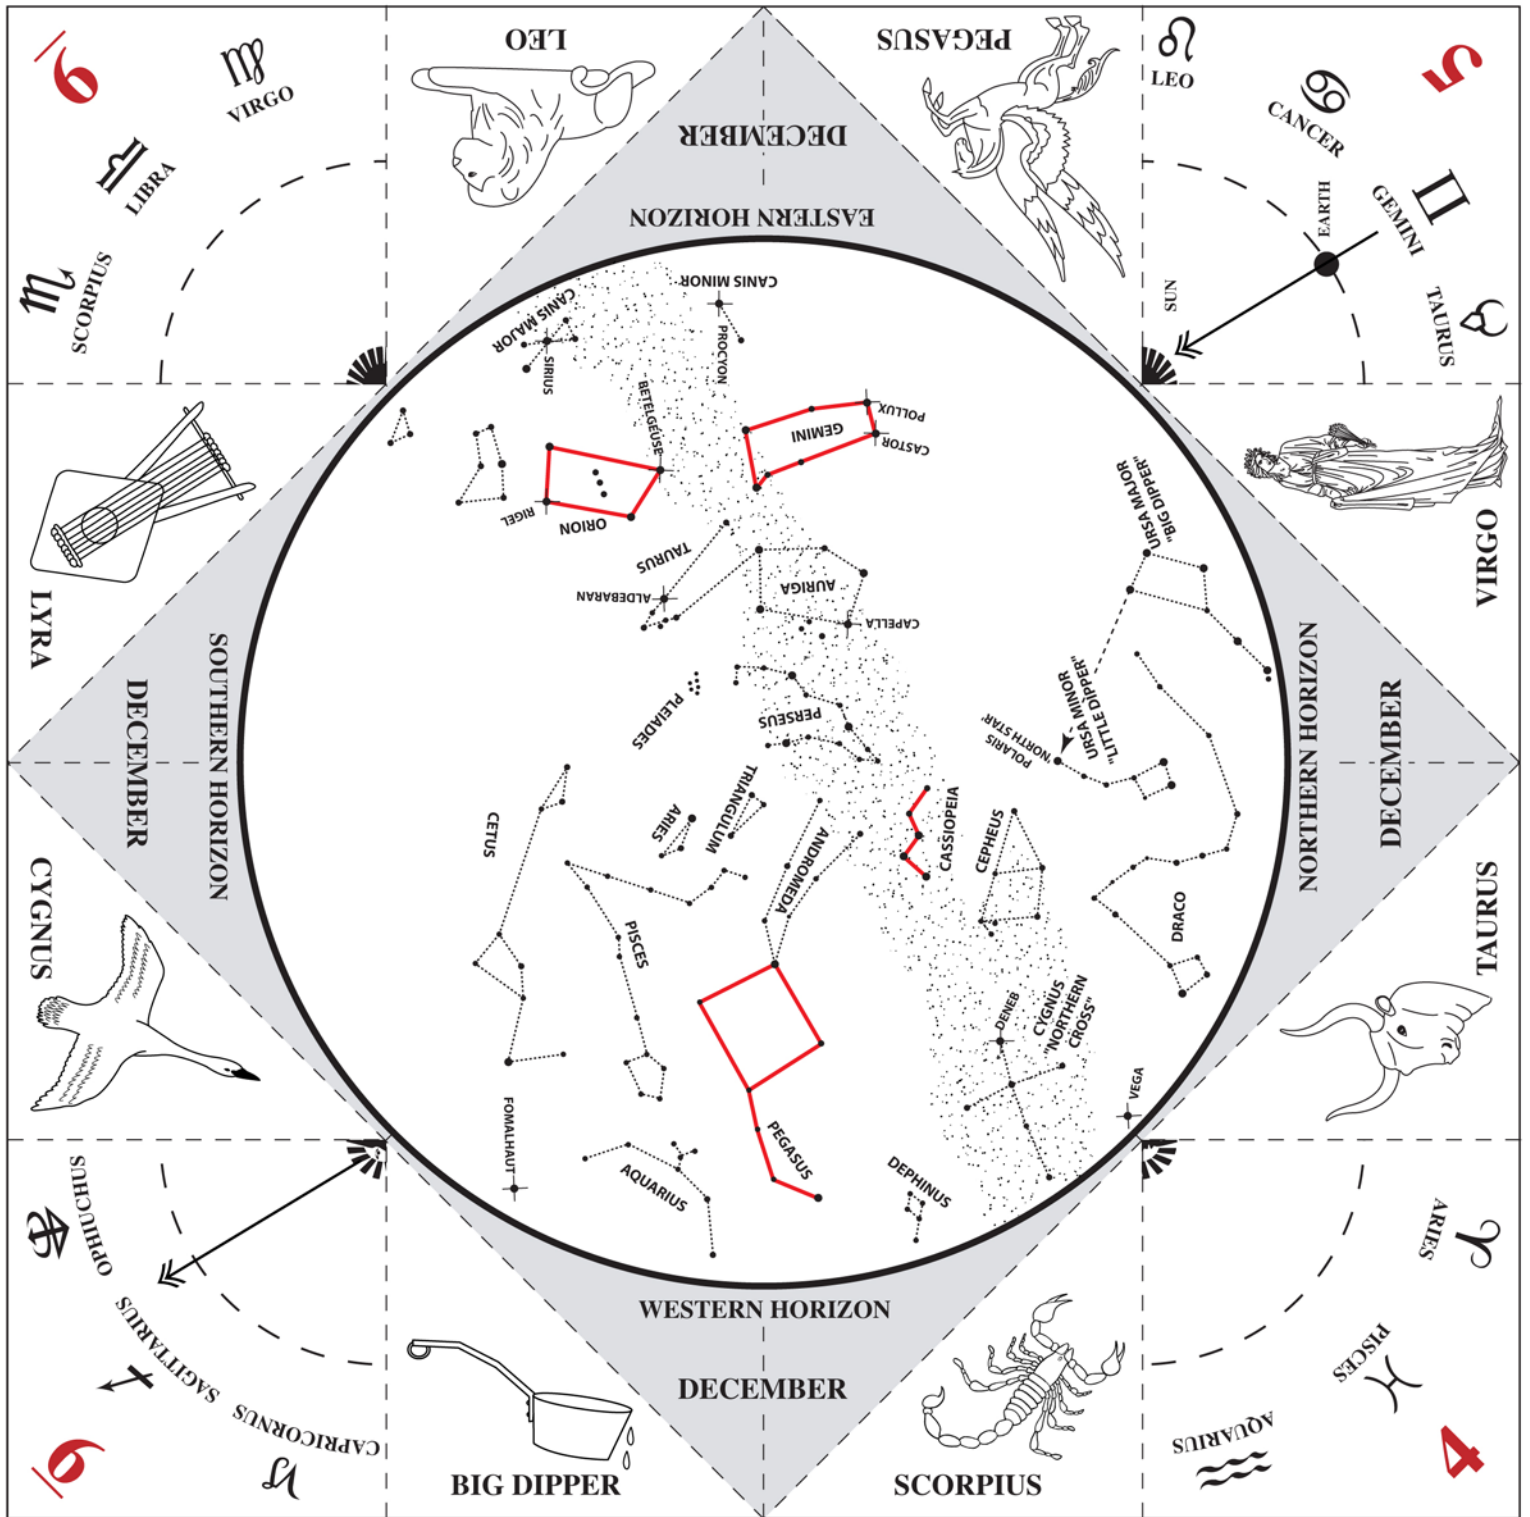 6
VIRGO
LIBRA
SCORPIUS
LEO
PEGASUS
LEO
CANCER
GEMINI
TAURUS
5
EARTH
SUN
DECEMBER
EASTERN HORIZON
LYRA
CYGNUS
DECEMBER
SOUTHERN HORIZON
VIRGO
TAURUS
NORTHERN HORIZON
DECEMBER
CANIS MINOR
PROCYON
CANIS MAJOR
SIRIUS
BETELGEUSE
RIGEL
ORION
GEMINI
POLLUX
CASTOR
TAURUS
ALDEBARAN
AURIGA
CAPELLA
URSA MAJOR
"BIG DIPPER"
URSA MINOR
"LITTLE DIPPER"
POLARIS
'NORTH STAR'
PLEIADES
PERSEUS
TRIANGULUM
ARIES
CETUS
ANDROMEDA
CASSIOPEIA
CEPHEUS
DRACO
PISCES
DENEB
CYGNUS
"NORTHERN
CROSS"
VEGA
PEGASUS
FOMALHAUT
AQUARIUS
DEPHINUS
WESTERN HORIZON
DECEMBER
OPHIUCHUS
SAGITTARIUS
CAPRICORNUS
6
BIG DIPPER
SCORPIUS
ARIES
PISCES
AQUARIUS
4